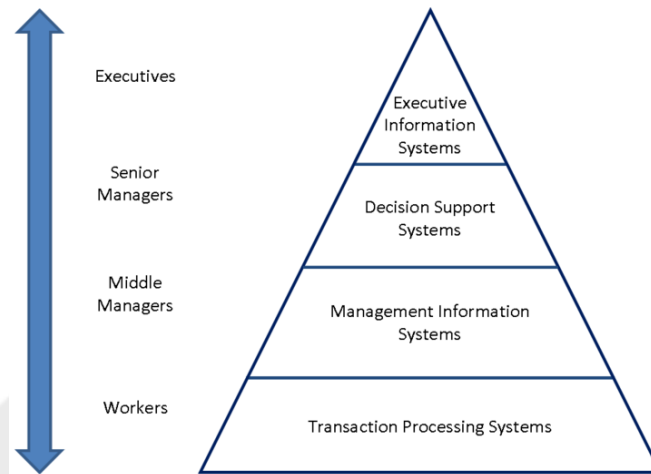 Executives
Executive
Information
Systems
Senior
Managers
Decision Support
Systems
Middle
Managers
Management Information
Systems
Workers
Transaction Processing Systems